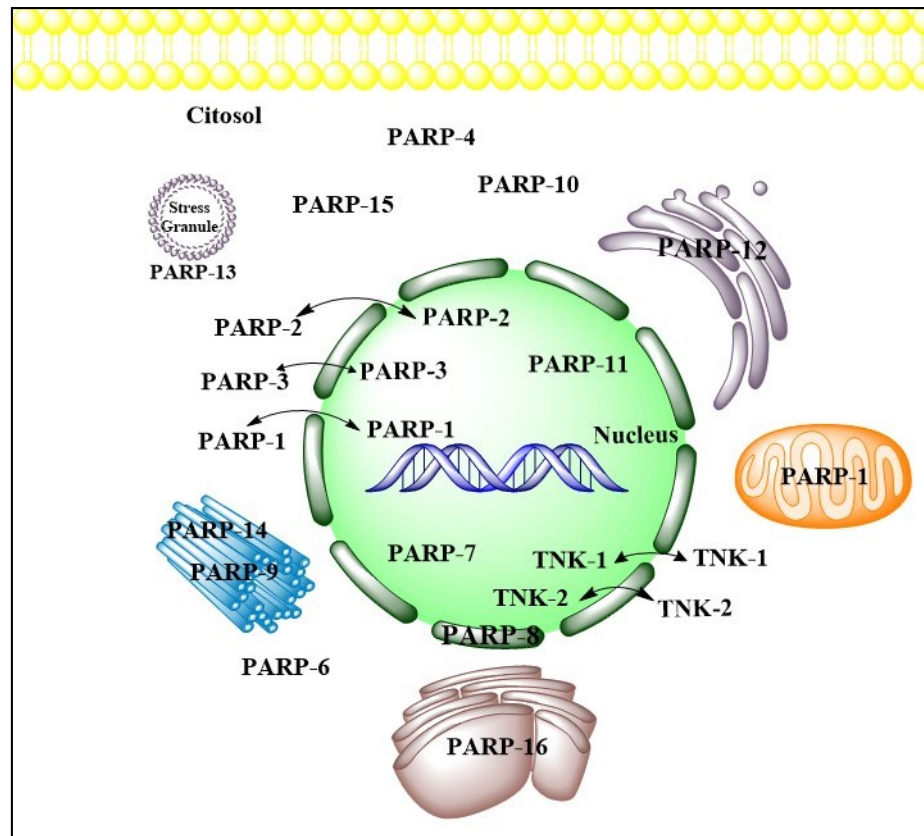 Citosol
PARP-4
PARP-10
PARP-15
Stress
Granule
PARP-13
PARP-12
PARP-2
PARP-2
PARP-11
PARP-3
PARP-3
PARP-1
PARP-1
Nucleus
PARP-1
PARP-14
PARP-9
PARP-7
TNK-1
TNK-1
TNK-2
TNK-2
PARP-8
PARP-6
PARP-16